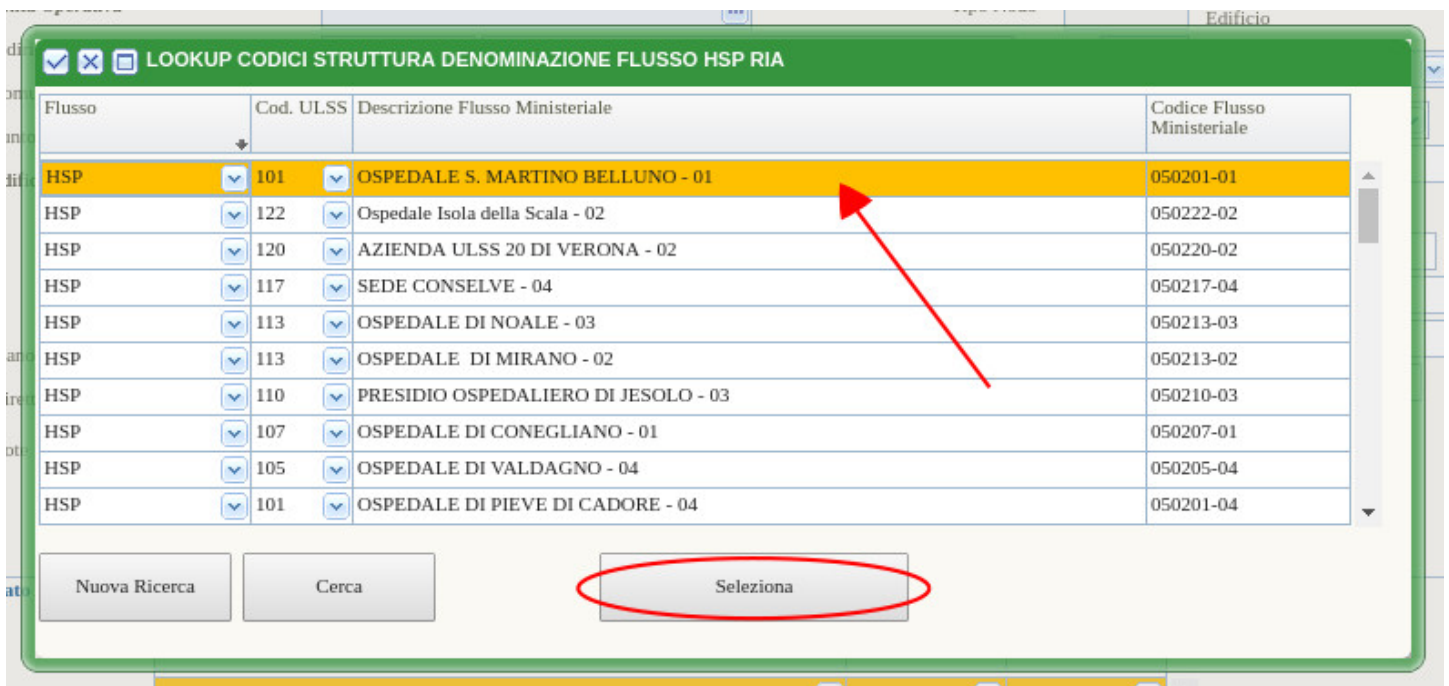 Edificio
LOOKUP CODICI STRUTTURA DENOMINAZIONE FLUSSO HSP RIA
Flusso Cod. ULSS Descrizione Flusso Ministeriale Codice Flusso
Ministeriale
HSP 101 OSPEDALE S. MARTINO BELLUNO - 01 050201-01
HSP 122 Ospedale Isola della Scala - 02 050222-02
HSP 120 AZIENDA ULSS 20 DI VERONA - 02 050220-02
HSP 117 SEDE CONSELVE - 04 050217-04
HSP 113 OSPEDALE DI NOALE - 03 050213-03
HSP 113 OSPEDALE DI MIRANO - 02 050213-02
HSP 110 PRESIDIO OSPEDALIERO DI JESOLO - 03 050210-03
HSP 107 OSPEDALE DI CONEGLIANO - 01 050207-01
HSP 105 OSPEDALE DI VALDAGNO - 04 050205-04
HSP 101 OSPEDALE DI PIEVE DI CADORE - 04 050201-04
Nuova Ricerca Cerca Seleziona